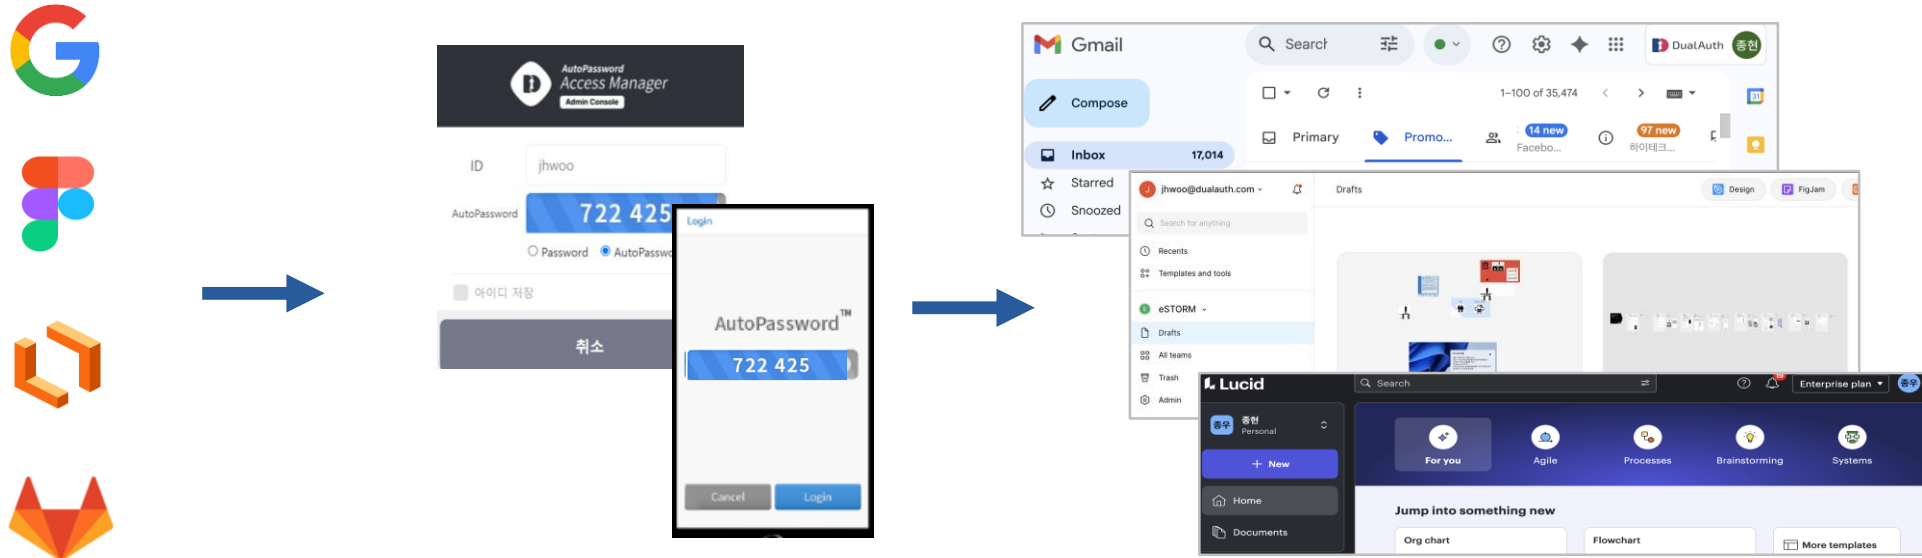 AutoPassword
Access Manager
Admin Console
ID
jhwoo
AutoPassword
722 425
Password
AutoPasswo
아이디 저장
취소
Login
AutoPassword™
722 425
Cancel
Login
Gmail
Search
DualAuth
종현
Compose
1–100 of 35,474
31
Primary
Promo...
14 new
Facebo...
97 new
하이테크...
Inbox
17,014
Starred
Snoozed
J
jhwoo@dualauth.com
Drafts
Design
FigJam
Search for anything
Recents
Templates and tools
eSTORM
Drafts
All teams
Trash
Admin
Lucid
Search
19
Enterprise plan
종우
종우
종현
Personal
+ New
Home
Documents
For you
Agile
Processes
Brainstorming
Systems
Jump into something new
Org chart
Flowchart
More templates